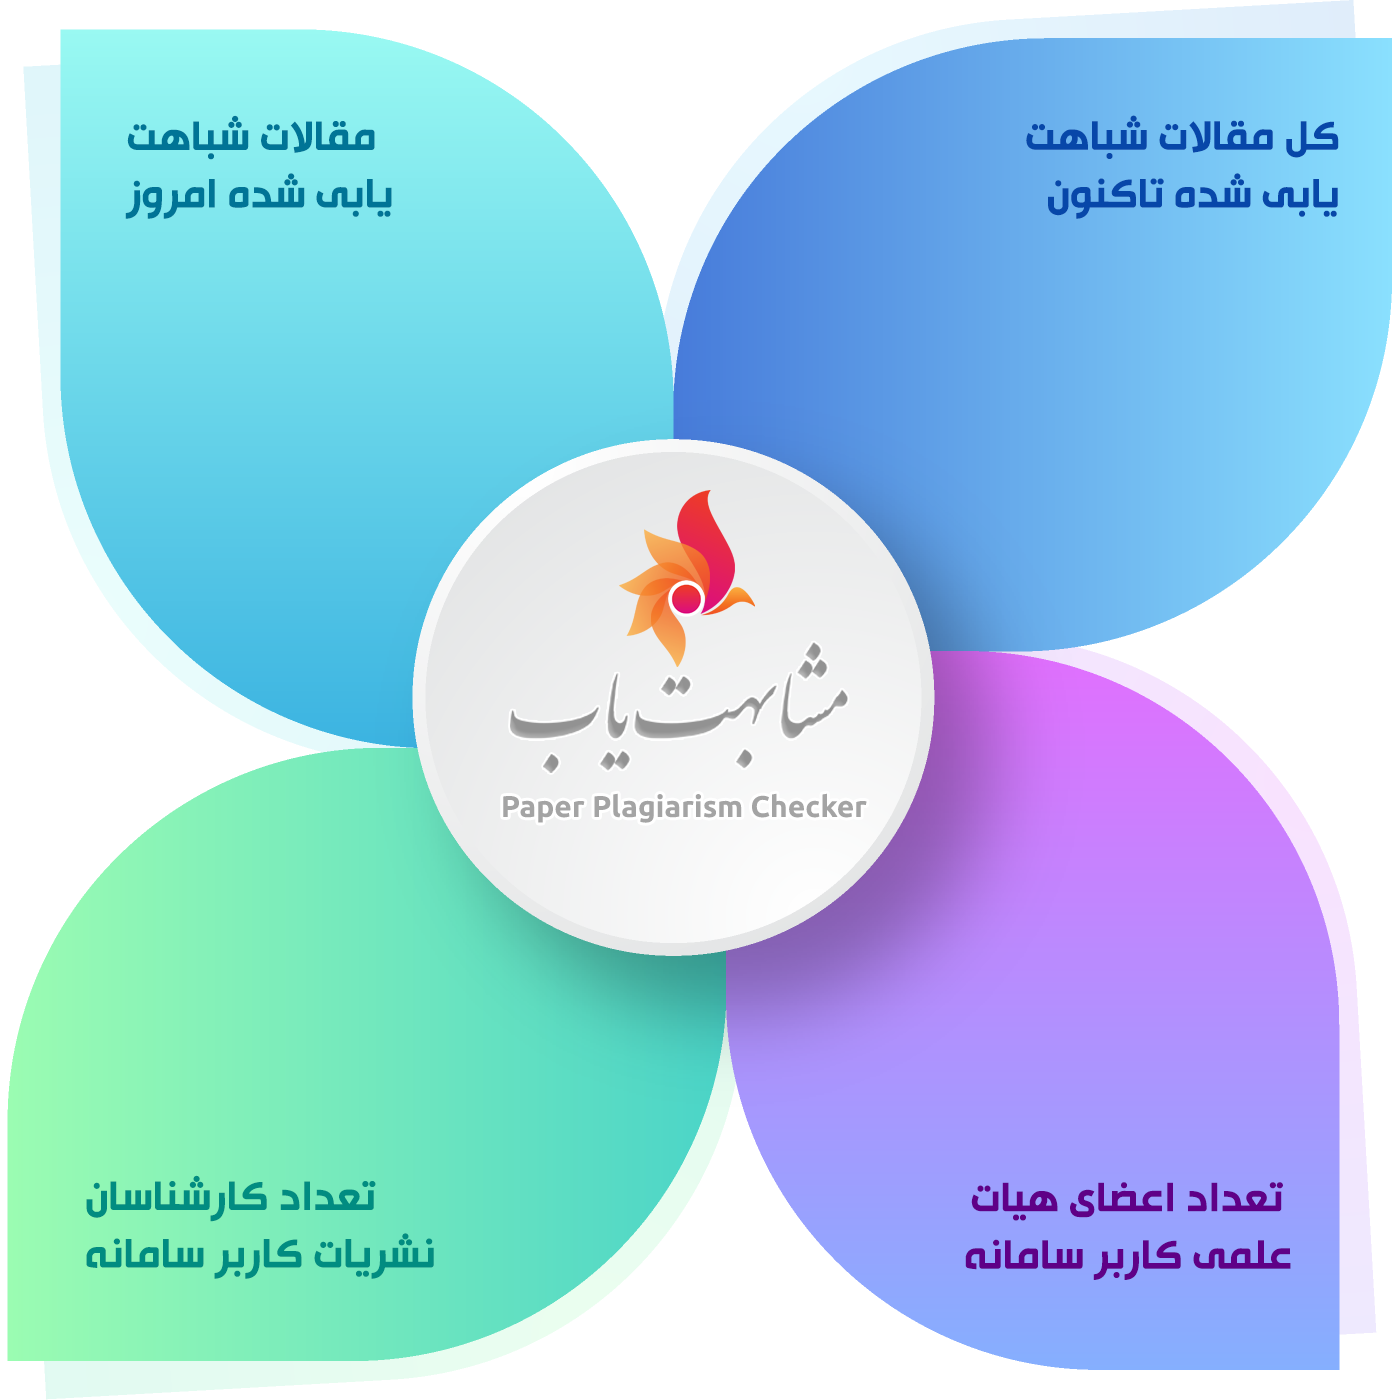 کل مقالات شباهت
یابی شده تاکنون
مقالات شباهت
یابی شده امروز
مشابهت یاب
Paper Plagiarism Checker
تعداد اعضای هیات
علمی کاربر سامانه
تعداد کارشناسان
نشریات کاربر سامانه